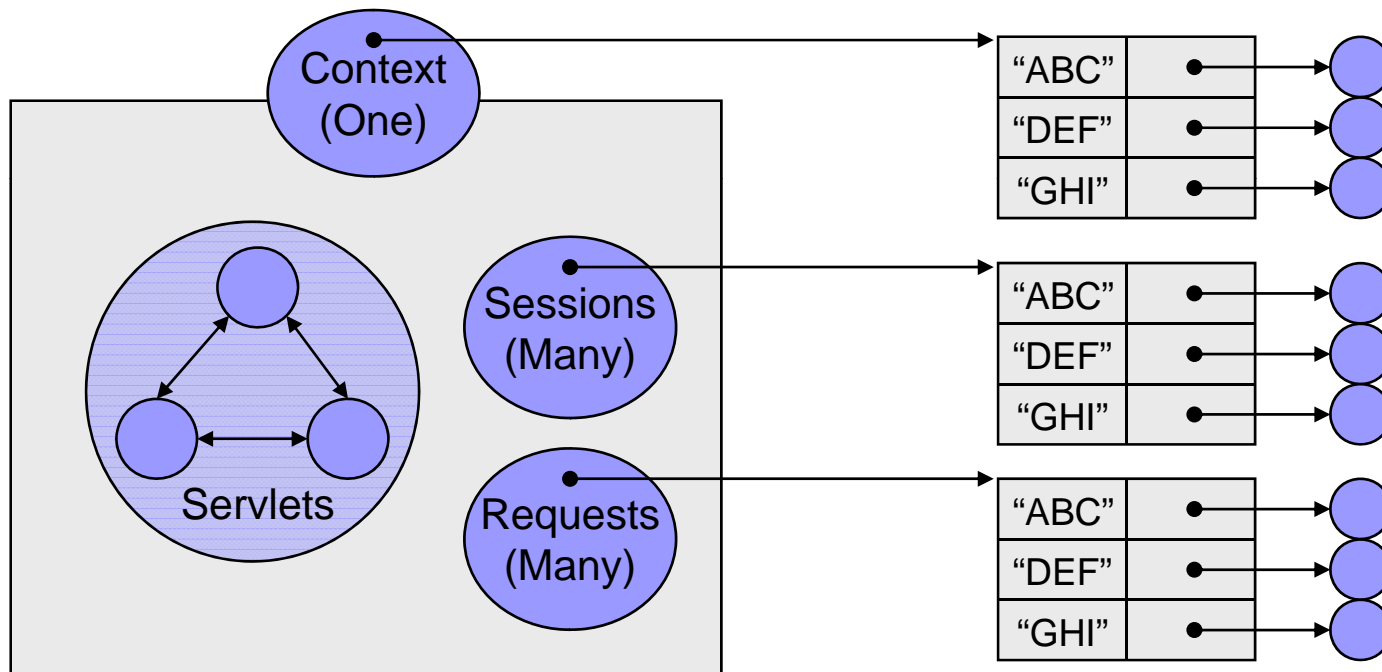 Context
(One)
“ABC”
“DEF”
“GHI”
Sessions
(Many)
“ABC”
“DEF”
“GHI”
Servlets
Requests
(Many)
“ABC”
“DEF”
“GHI”